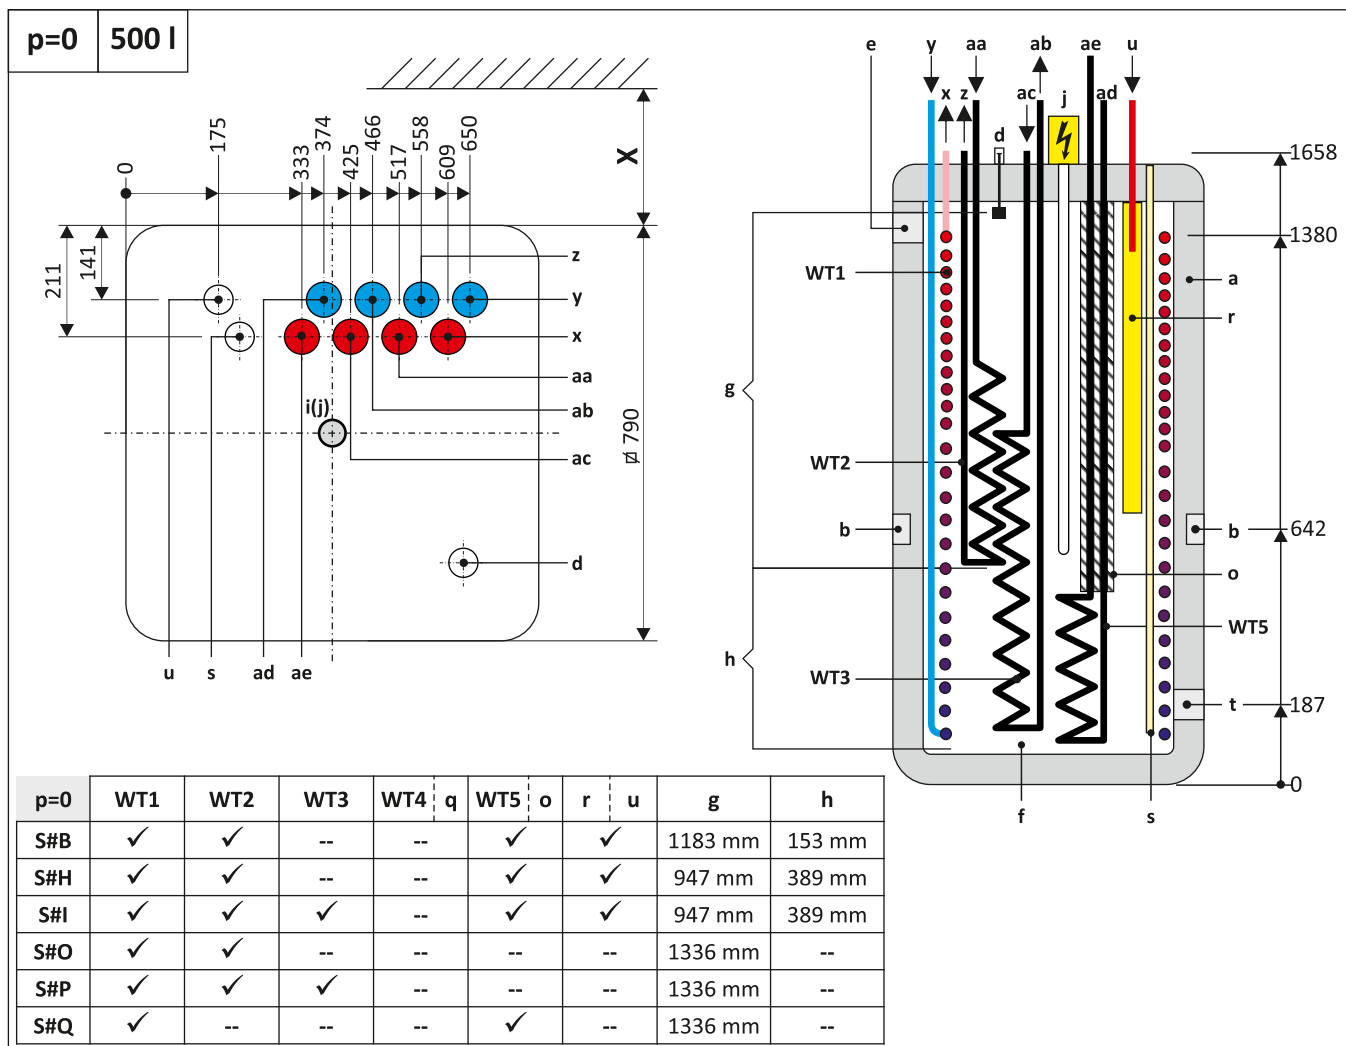 p=0 500 l
0
175
333
374
425
466
517
558
609
650
X
211
141
⌀ 790
z
y
x
aa
ab
ac
d
i(j)
u s ad ae
e y aa ab ae u
x z ac j ad
d
1658
1380
WT1
a
r
g
WT2
b
b
642
o
WT5
h
WT3
t
187
0
f
s
p=0 WT1 WT2 WT3 WT4 q WT5 o r u g h
S#B ✓ ✓ -- -- ✓ ✓ 1183 mm 153 mm
S#H ✓ ✓ -- -- ✓ ✓ 947 mm 389 mm
S#I ✓ ✓ ✓ -- ✓ ✓ 947 mm 389 mm
S#O ✓ ✓ -- -- -- -- 1336 mm --
S#P ✓ ✓ ✓ -- -- -- 1336 mm --
S#Q ✓ -- -- -- ✓ -- 1336 mm --